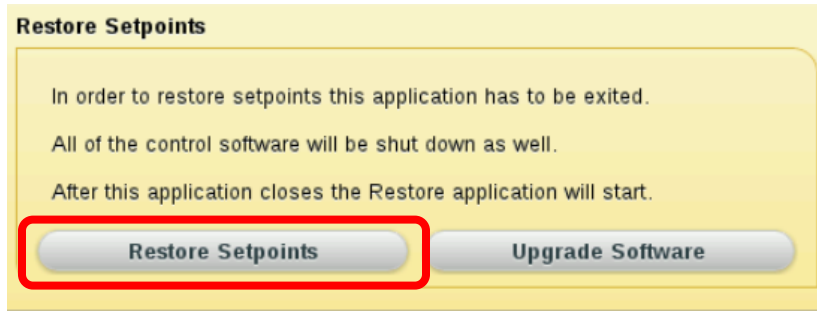 Restore Setpoints
In order to restore setpoints this application has to be exited.
All of the control software will be shut down as well.
After this application closes the Restore application will start.
Restore Setpoints
Upgrade Software